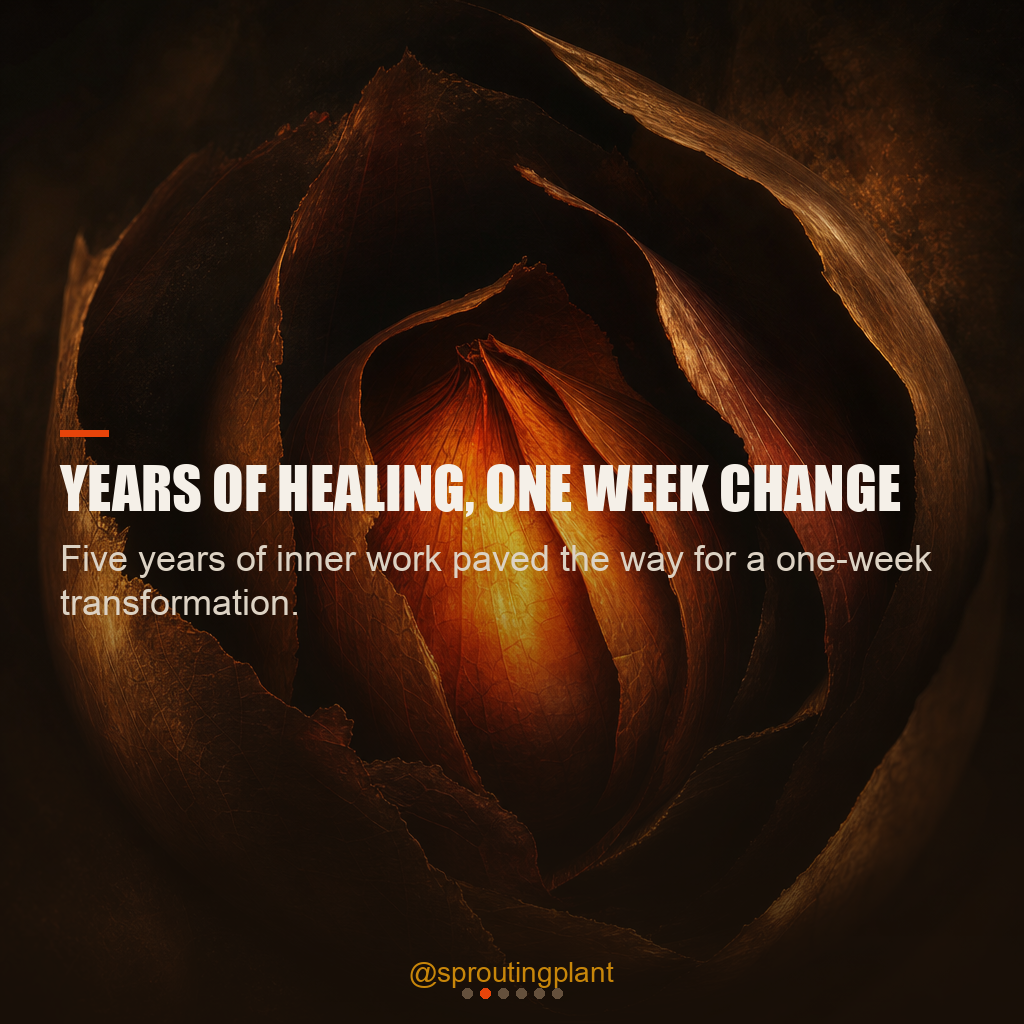 YEARS OF HEALING, ONE WEEK CHANGE
Five years of inner work paved the way for a one-week
transformation.
@sproutingplant